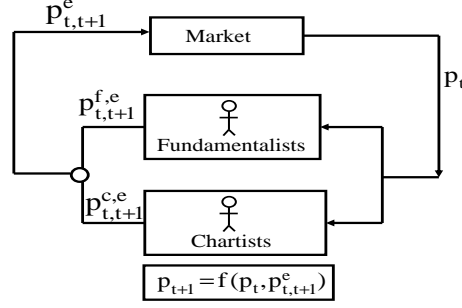 p^e_{t,t+1}
Market
p_t
p^{f,e}_{t,t+1}
Fundamentalists
p^{c,e}_{t,t+1}
Chartists
p_{t+1} = f(p_t, p^e_{t,t+1})